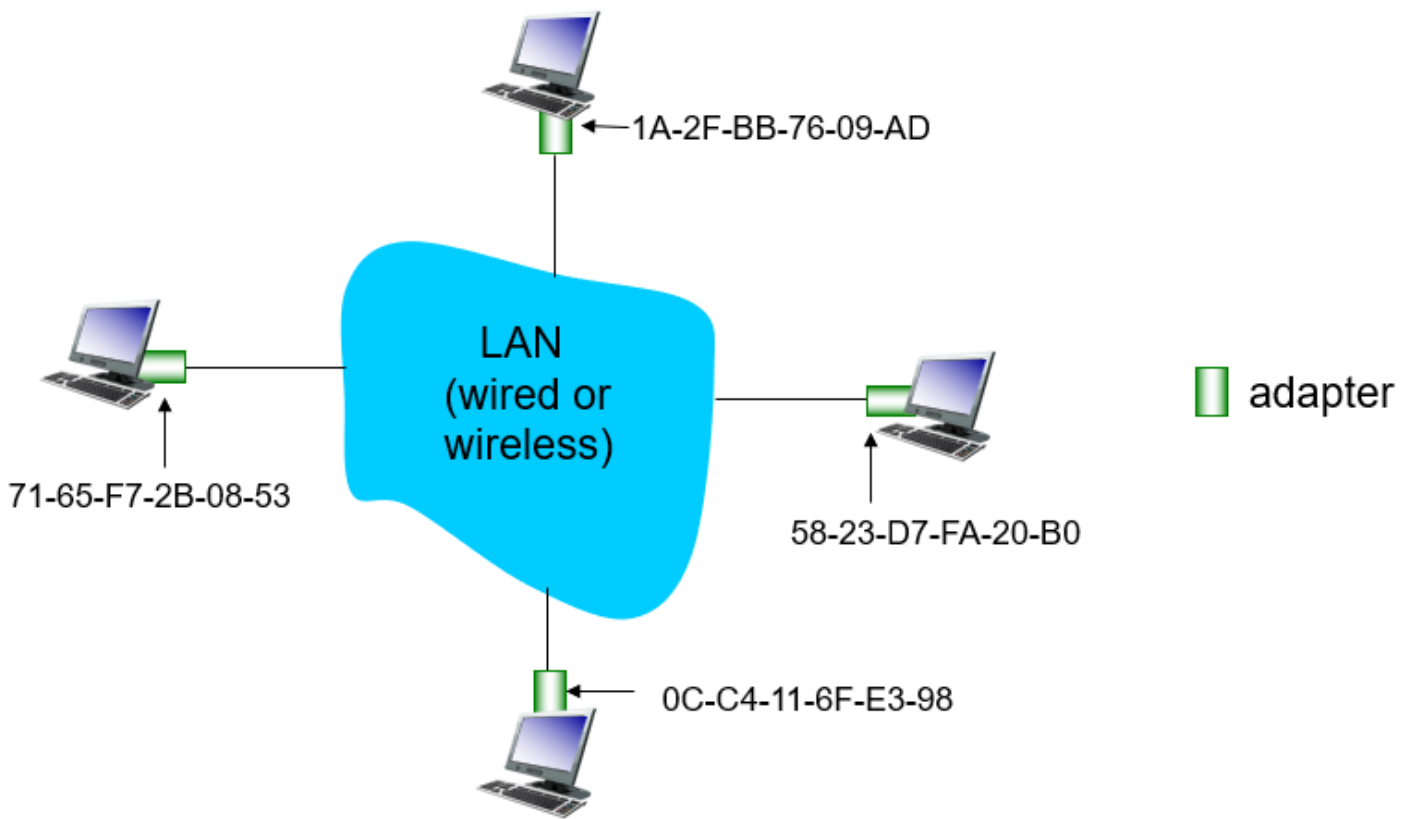 1A-2F-BB-76-09-AD
LAN
(wired or
wireless)
adapter
71-65-F7-2B-08-53
58-23-D7-FA-20-B0
0C-C4-11-6F-E3-98